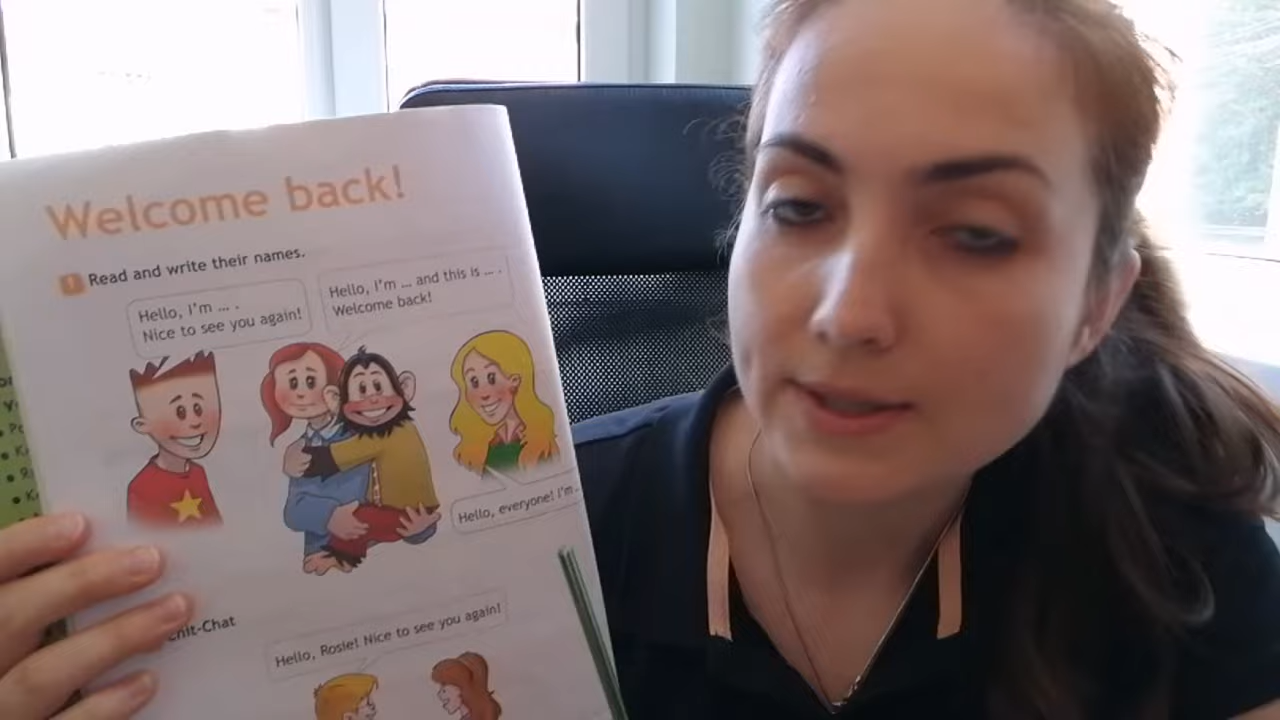 Welcome back!
! Read and write their names.
Hello, I'm ... .
Nice to see you again!
Hello, I'm ... and this is ... .
Welcome back!
Hello, everyone! I'm
Chit-Chat
Hello, Rosie! Nice to see you again!